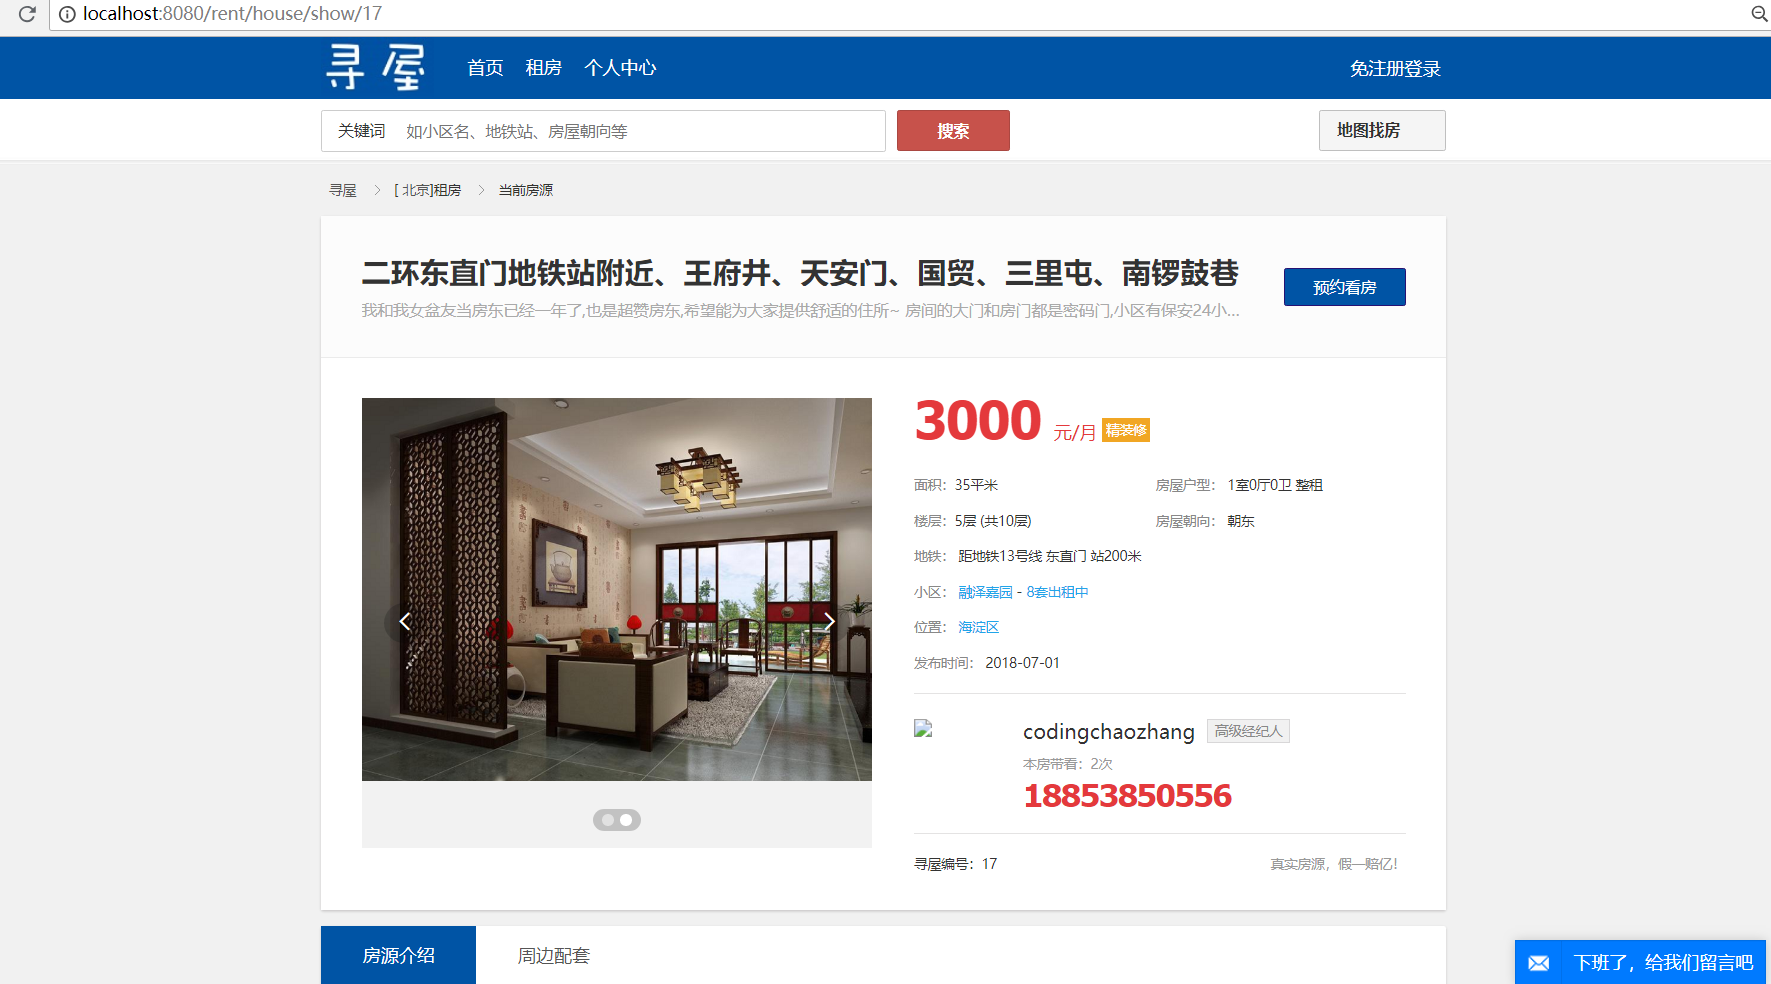 localhost:8080/rent/house/show/17
寻屋 首页 租房 个人中心 免注册登录
关键词 如小区名、地铁站、房屋朝向等 搜索 地图找房
寻屋 > [ 北京]租房 > 当前房源
二环东直门地铁站附近、王府井、天安门、国贸、三里屯、南锣鼓巷
预约看房
我和我女盆友当房东已经一年了,也是超赞房东,希望能为大家提供舒适的住所~ 房间的大门和房门都是密码门,小区有保安24小...
3000 元/月 精装修
面积：35平米 房屋户型： 1室0厅0卫 整租
楼层：5层 (共10层) 房屋朝向： 朝东
地铁： 距地铁13号线 东直门 站200米
小区： 融泽嘉园 - 8套出租中
位置： 海淀区
发布时间： 2018-07-01
codingchaozhang 高级经纪人
本房带看：2次
18853850556
寻屋编号：17 真实房源，假一赔亿！
房源介绍 周边配套
下班了，给我们留言吧